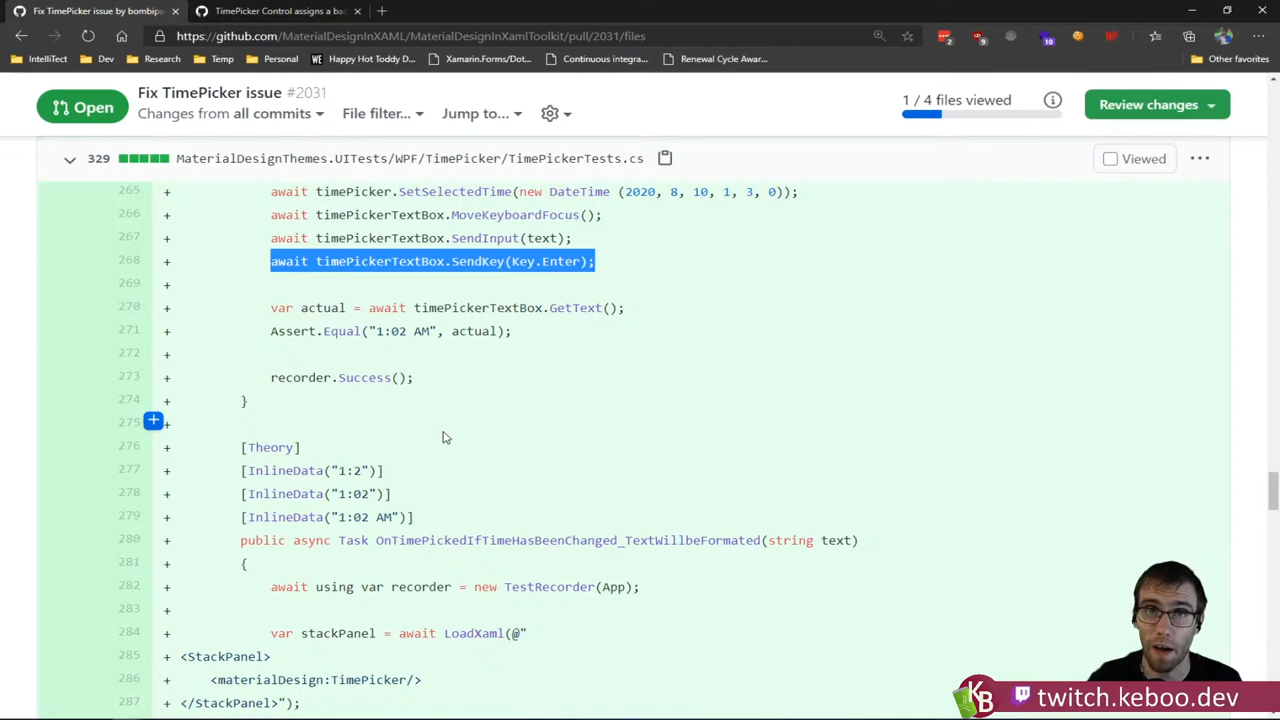 Fix TimePicker issue by bombipa
TimePicker Control assigns a ba
https://github.com/MaterialDesignInXAML/MaterialDesignInXamlToolkit/pull/2031/files
IntelliTect
Dev
Research
Temp
Personal
WE Happy Hot Toddy D...
Xamarin.Forms/Dot...
Continuous integra...
Renewal Cycle Awar...
Other favorites
Open
Fix TimePicker issue #2031
Changes from all commits
File filter...
Jump to...
1 / 4 files viewed
Review changes
329 MaterialDesignThemes.UITests/WPF/TimePicker/TimePickerTests.cs
Viewed
265 + await timePicker.SetSelectedTime(new DateTime (2020, 8, 10, 1, 3, 0));
266 + await timePickerTextBox.MoveKeyboardFocus();
267 + await timePickerTextBox.SendInput(text);
268 + await timePickerTextBox.SendKey(Key.Enter);
269 +
270 + var actual = await timePickerTextBox.GetText();
271 + Assert.Equal("1:02 AM", actual);
272 +
273 + recorder.Success();
274 + }
275 +
276 + [Theory]
277 + [InlineData("1:2")]
278 + [InlineData("1:02")]
279 + [InlineData("1:02 AM")]
280 + public async Task OnTimePickedIfTimeHasBeenChanged_TextWillbeFormated(string text)
281 + {
282 + await using var recorder = new TestRecorder(App);
283 +
284 + var stackPanel = await LoadXaml(@"
285 + <StackPanel>
286 + <materialDesign:TimePicker/>
287 + </StackPanel>");
KB twitch.keboo.dev